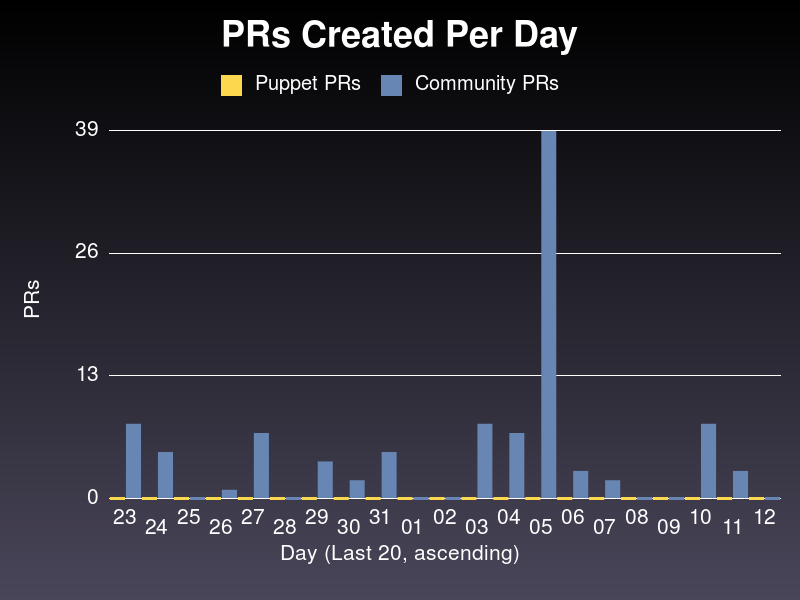 PRs Created Per Day
Puppet PRs Community PRs
39
26
13
0
PRs
23 24 25 26 27 28 29 30 31 01 02 03 04 05 06 07 08 09 10 11 12
Day (Last 20, ascending)